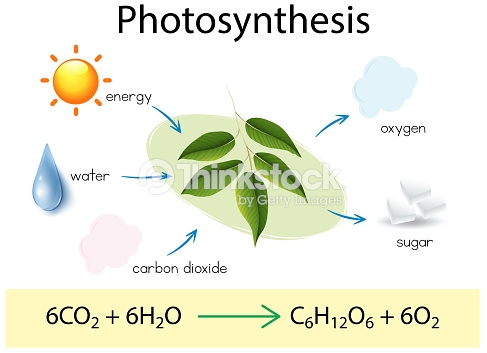 Photosynthesis
energy
oxygen
water
Thinkstock
by Getty Images
sugar
carbon dioxide
6CO₂ + 6H₂O → C₆H₁₂O₆ + 6O₂